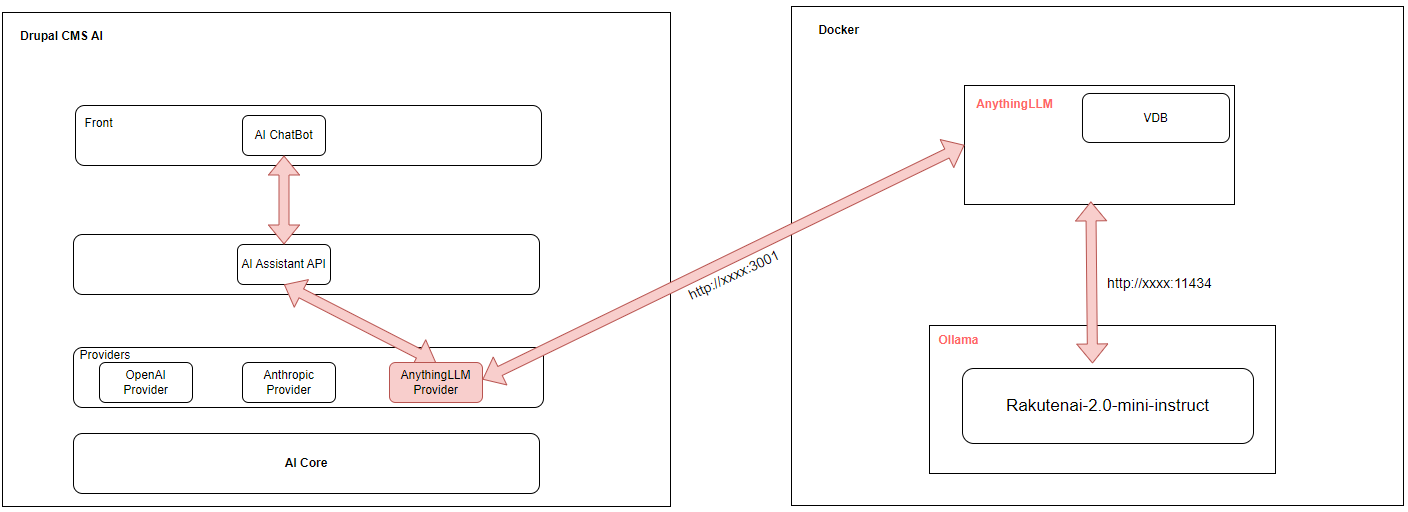 Drupal CMS AI
Front
AI ChatBot
AI Assistant API
Providers
OpenAI
Provider
Anthropic
Provider
AnythingLLM
Provider
AI Core
http://xxxx:3001
Docker
AnythingLLM
VDB
http://xxxx:11434
Ollama
Rakutenai-2.0-mini-instruct